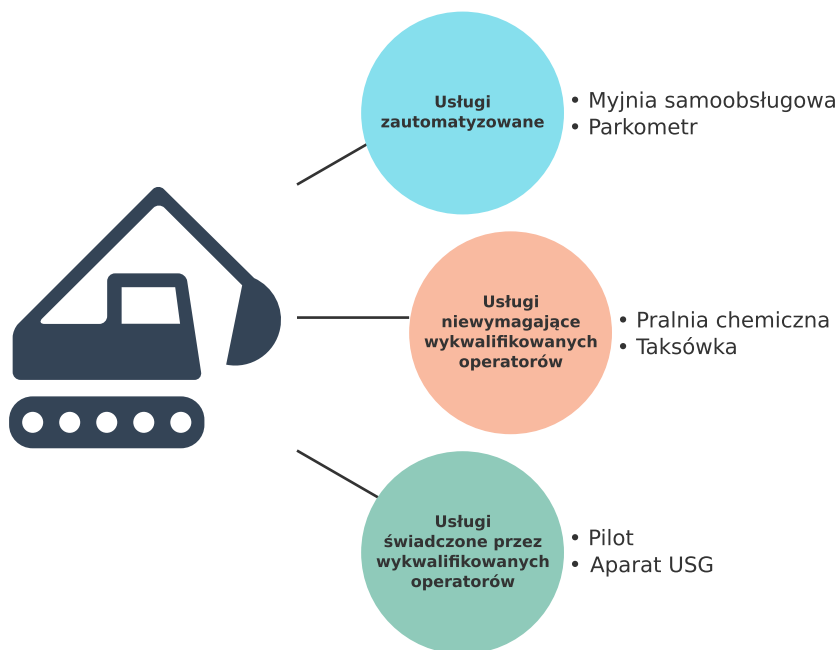 Usługi
zautomatyzowane
• Myjnia samoobsługowa
• Parkometr
Usługi
niewymagające
wykwalifikowanych
operatorów
• Pralnia chemiczna
• Taksówka
Usługi
świadczone przez
wykwalifikowanych
operatorów
• Pilot
• Aparat USG